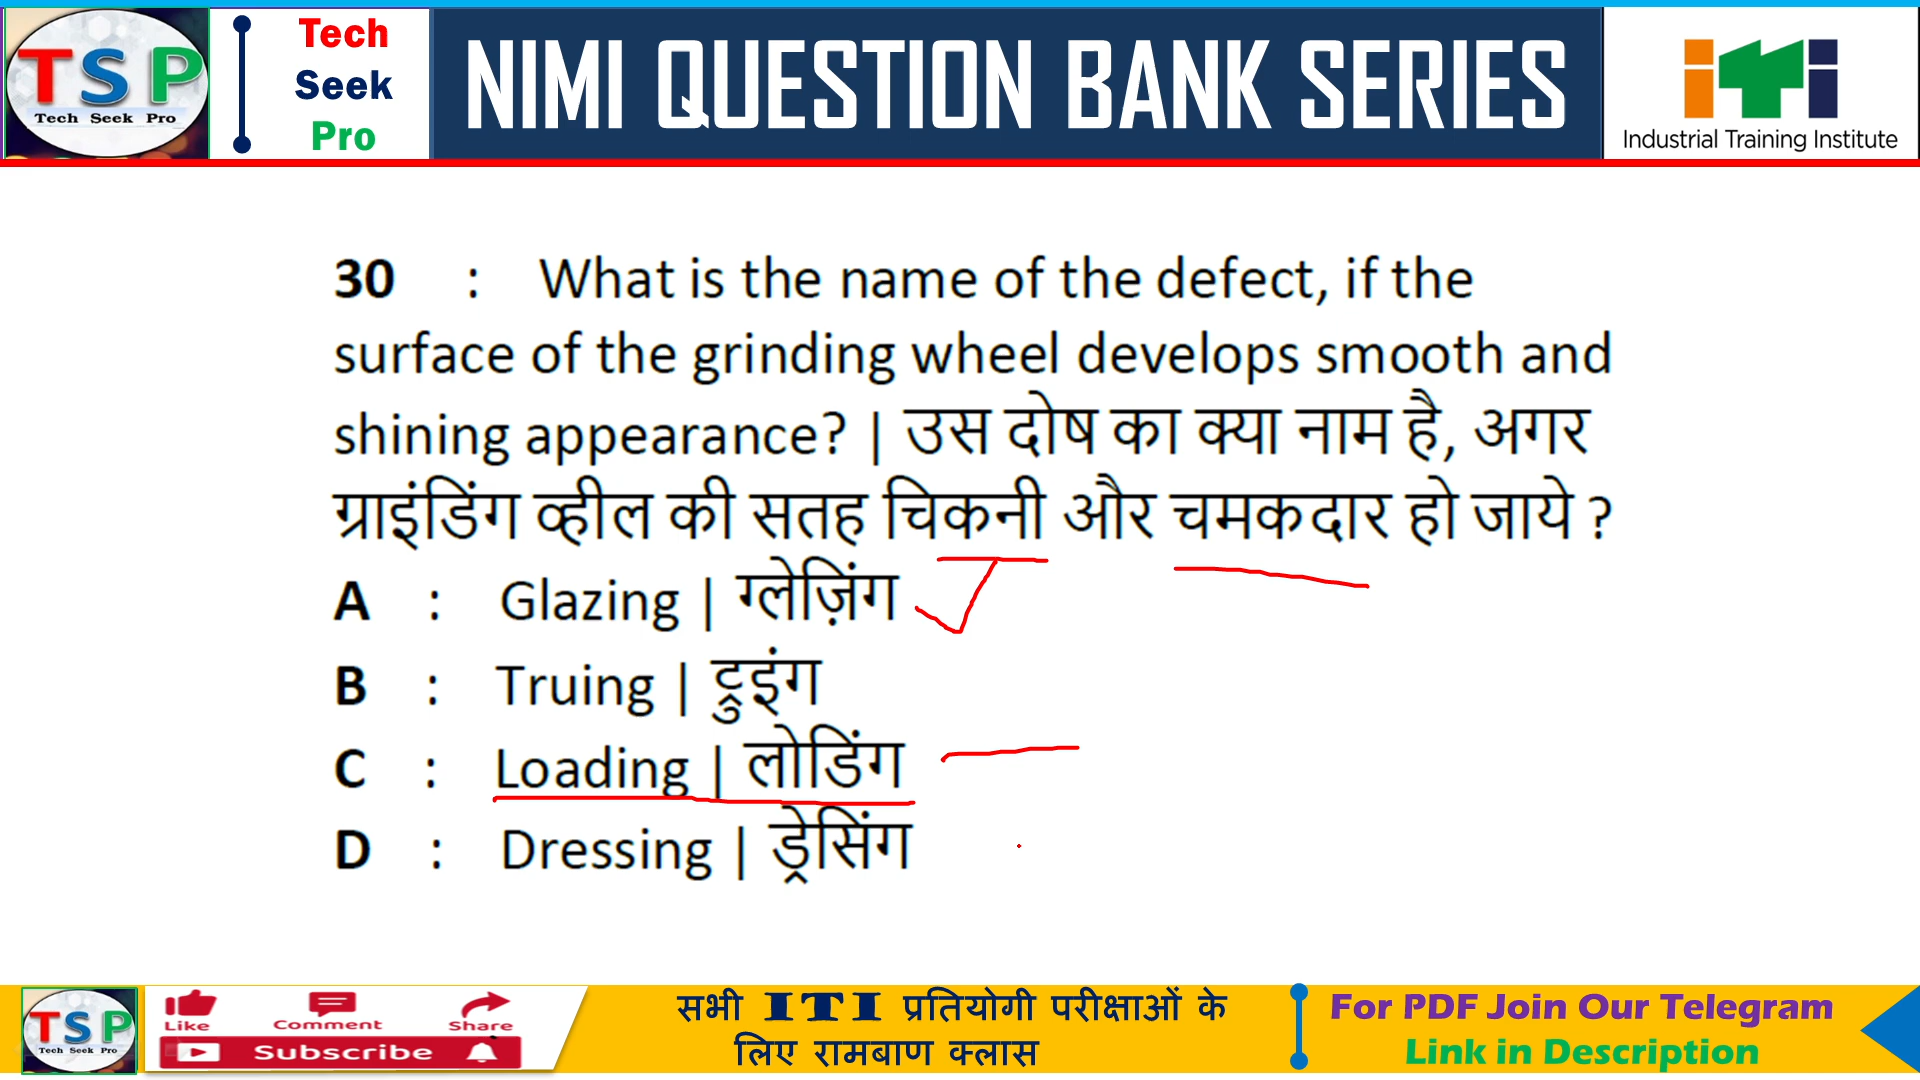 TSP
Tech Seek Pro
Tech
Seek
Pro
NIMI QUESTION BANK SERIES
iTi
Industrial Training Institute
30 : What is the name of the defect, if the
surface of the grinding wheel develops smooth and
shining appearance? | उस दोष का क्या नाम है, अगर
ग्राइंडिंग व्हील की सतह चिकनी और चमकदार हो जाये ?
A : Glazing | ग्लेज़िंग
B : Truing | ट्रुइंग
C : Loading | लोडिंग
D : Dressing | ड्रेसिंग
TSP
Tech Seek Pro
Like Comment Share
Subscribe
सभी ITI प्रतियोगी परीक्षाओं के
लिए रामबाण क्लास
For PDF Join Our Telegram
Link in Description